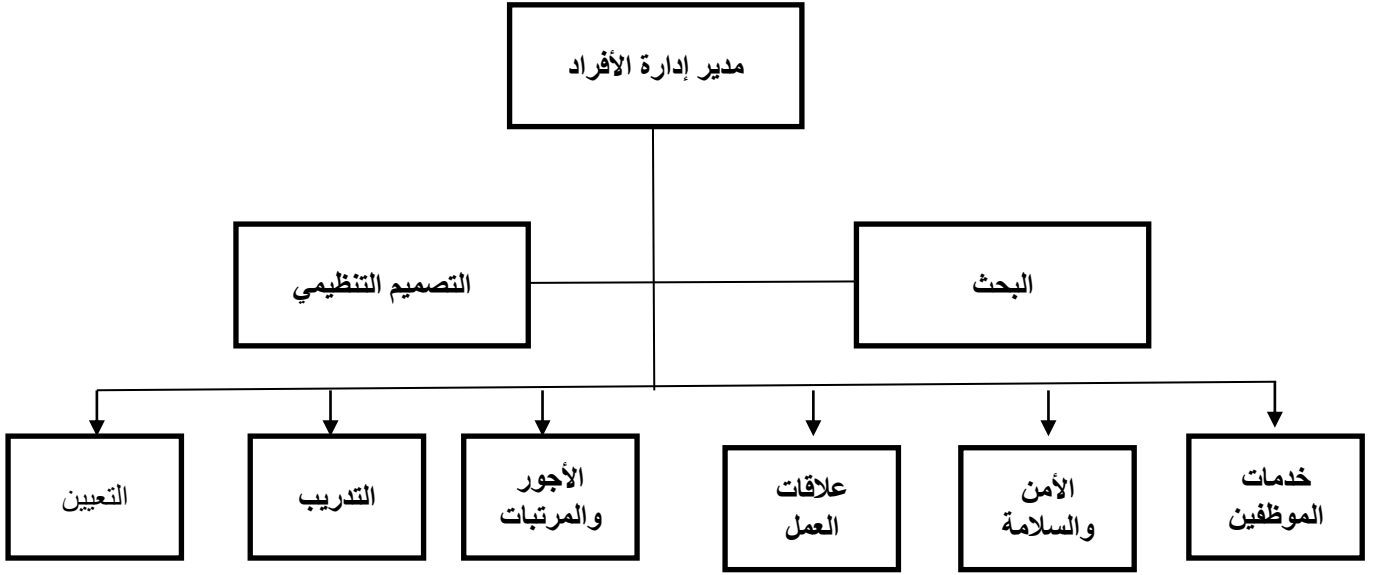 مدير إدارة الأفراد
البحث
التصميم التنظيمي
خدمات
الموظفين
الأمن
والسلامة
علاقات
العمل
الأجور
والمرتبات
التدريب
التعيين